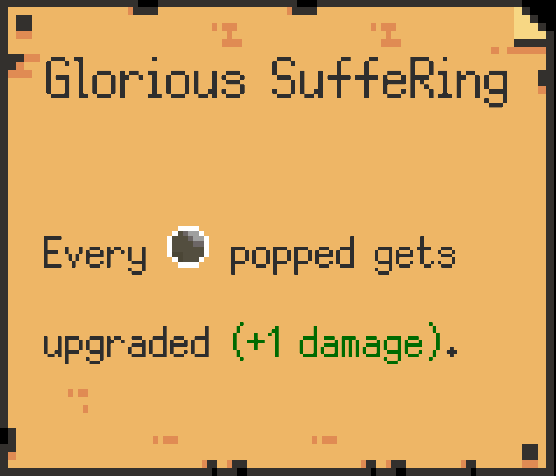 Glorious SuffeRing
Every popped gets
upgraded (+1 damage).